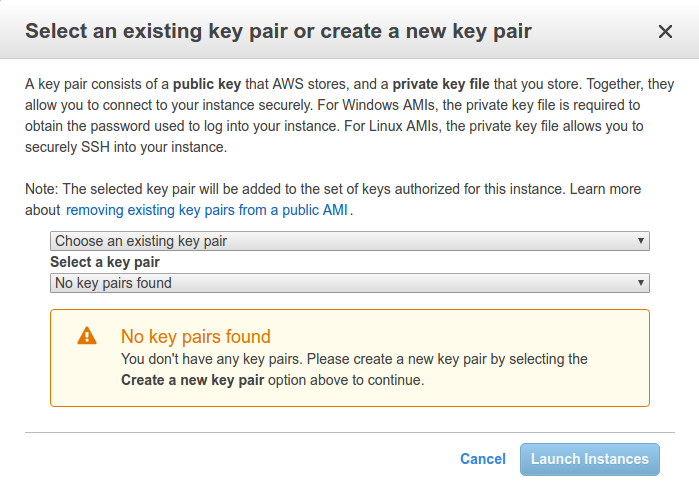 Select an existing key pair or create a new key pair
A key pair consists of a public key that AWS stores, and a private key file that you store. Together, they
allow you to connect to your instance securely. For Windows AMIs, the private key file is required to
obtain the password used to log into your instance. For Linux AMIs, the private key file allows you to
securely SSH into your instance.
Note: The selected key pair will be added to the set of keys authorized for this instance. Learn more
about removing existing key pairs from a public AMI.
Choose an existing key pair
Select a key pair
No key pairs found
No key pairs found
You don't have any key pairs. Please create a new key pair by selecting the
Create a new key pair option above to continue.
Cancel Launch Instances